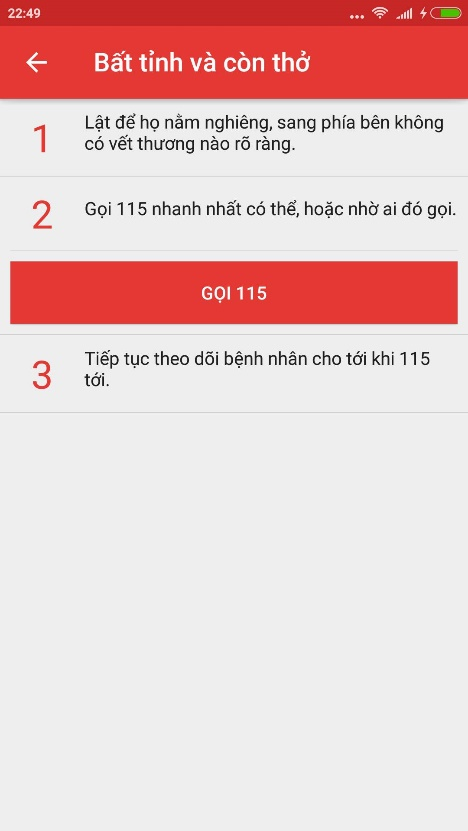 22:49
Bất tỉnh và còn thở
1
Lật để họ nằm nghiêng, sang phía bên không
có vết thương nào rõ ràng.
2
Gọi 115 nhanh nhất có thể, hoặc nhờ ai đó gọi.
GỌI 115
3
Tiếp tục theo dõi bệnh nhân cho tới khi 115
tới.